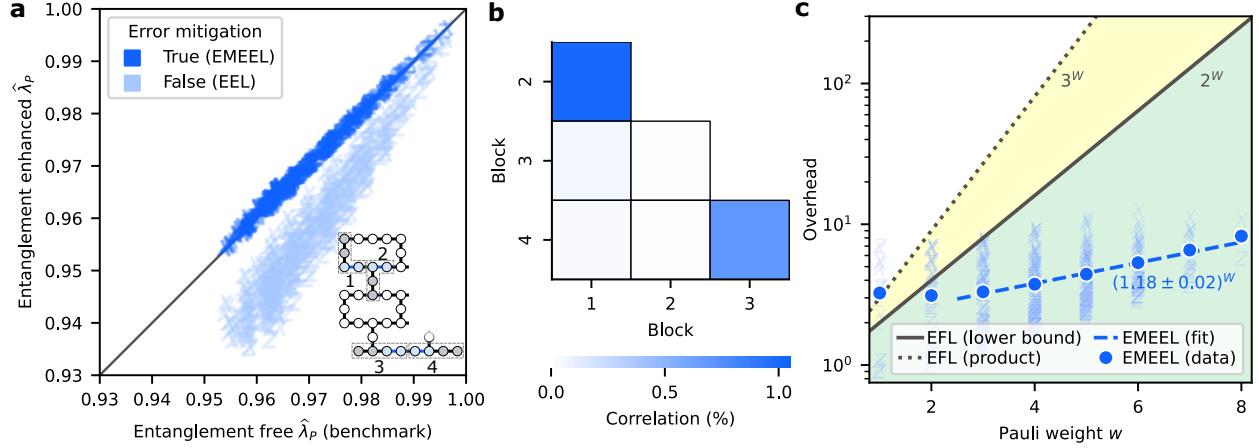 a
1.00
0.99
0.98
0.97
0.96
0.95
0.94
0.93
Entanglement enhanced λ̂_P
Error mitigation
True (EMEEL)
False (EEL)
2
1
3
4
0.93
0.94
0.95
0.96
0.97
0.98
0.99
1.00
Entanglement free λ̂_P (benchmark)
b
2
3
4
Block
1
2
3
Block
0.0
0.5
1.0
Correlation (%)
c
10²
10¹
10⁰
Overhead
3ᵂ
2ᵂ
(1.18 ± 0.02)ᵂ
EFL (lower bound)
EFL (product)
EMEEL (fit)
EMEEL (data)
2
4
6
8
Pauli weight w